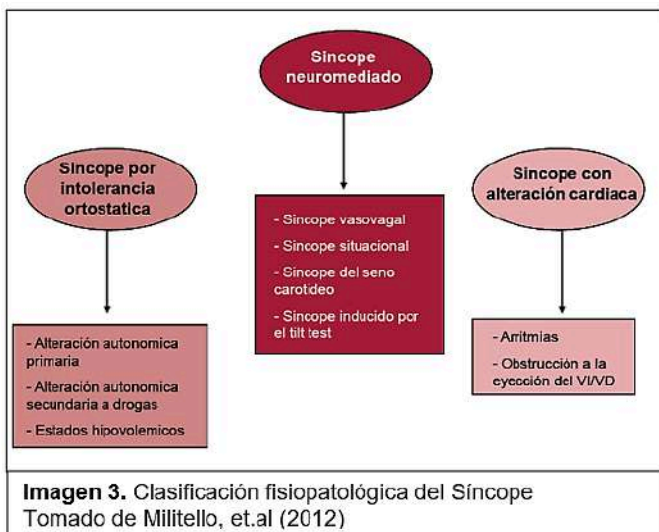 Síncope
neuromediado
Síncope por
intolerancia
ortostatica
Síncope con
alteración cardiaca
- Síncope vasovagal
- Síncope situacional
- Síncope del seno
carotideo
- Síncope inducido por
el tilt test
- Alteración autonomica
primaria
- Alteración autonomica
secundaria a drogas
- Estados hipovolemicos
- Arritmias
- Obstrucción a la
eyección del VI/VD
Imagen 3. Clasificación fisiopatológica del Síncope
Tomado de Militello, et.al (2012)